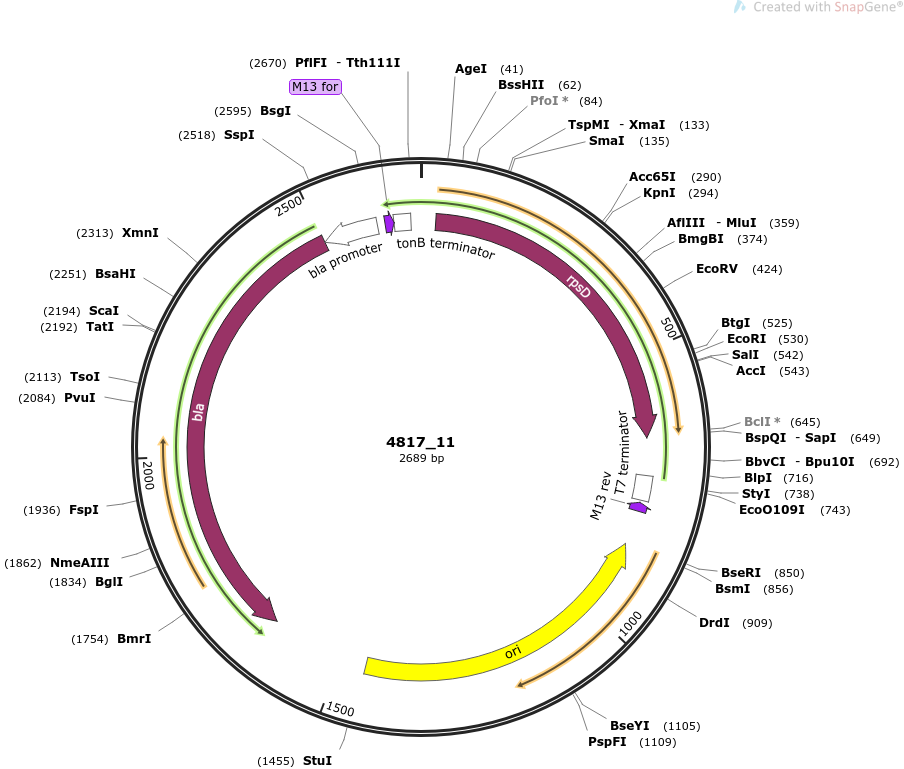 Created with SnapGene®
(2670) PflFI - Tth111I
M13 for
(2595) BsgI
(2518) SspI
AgeI (41)
BssHII (62)
PfoI * (84)
TspMI - XmaI (133)
SmaI (135)
Acc65I (290)
KpnI (294)
AflIII - MluI (359)
BmgBI (374)
EcoRV (424)
BtgI (525)
EcoRI (530)
SalI (542)
AccI (543)
BclI * (645)
BspQI - SapI (649)
BbvCI - Bpu10I (692)
BlpI (716)
StyI (738)
EcoO109I (743)
BseRI (850)
BsmI (856)
DrdI (909)
BseYI (1105)
PspFI (1109)
(1455) StuI
(1754) BmrI
(1834) BglI
(1862) NmeAIII
(1936) FspI
(2084) PvuI
(2113) TsoI
(2192) TatI
(2194) ScaI
(2251) BsaHI
(2313) XmnI
2500
500
1000
1500
2000
bla promoter
tonB terminator
rpsD
T7 terminator
M13 rev
ori
bla
4817_11
2689 bp